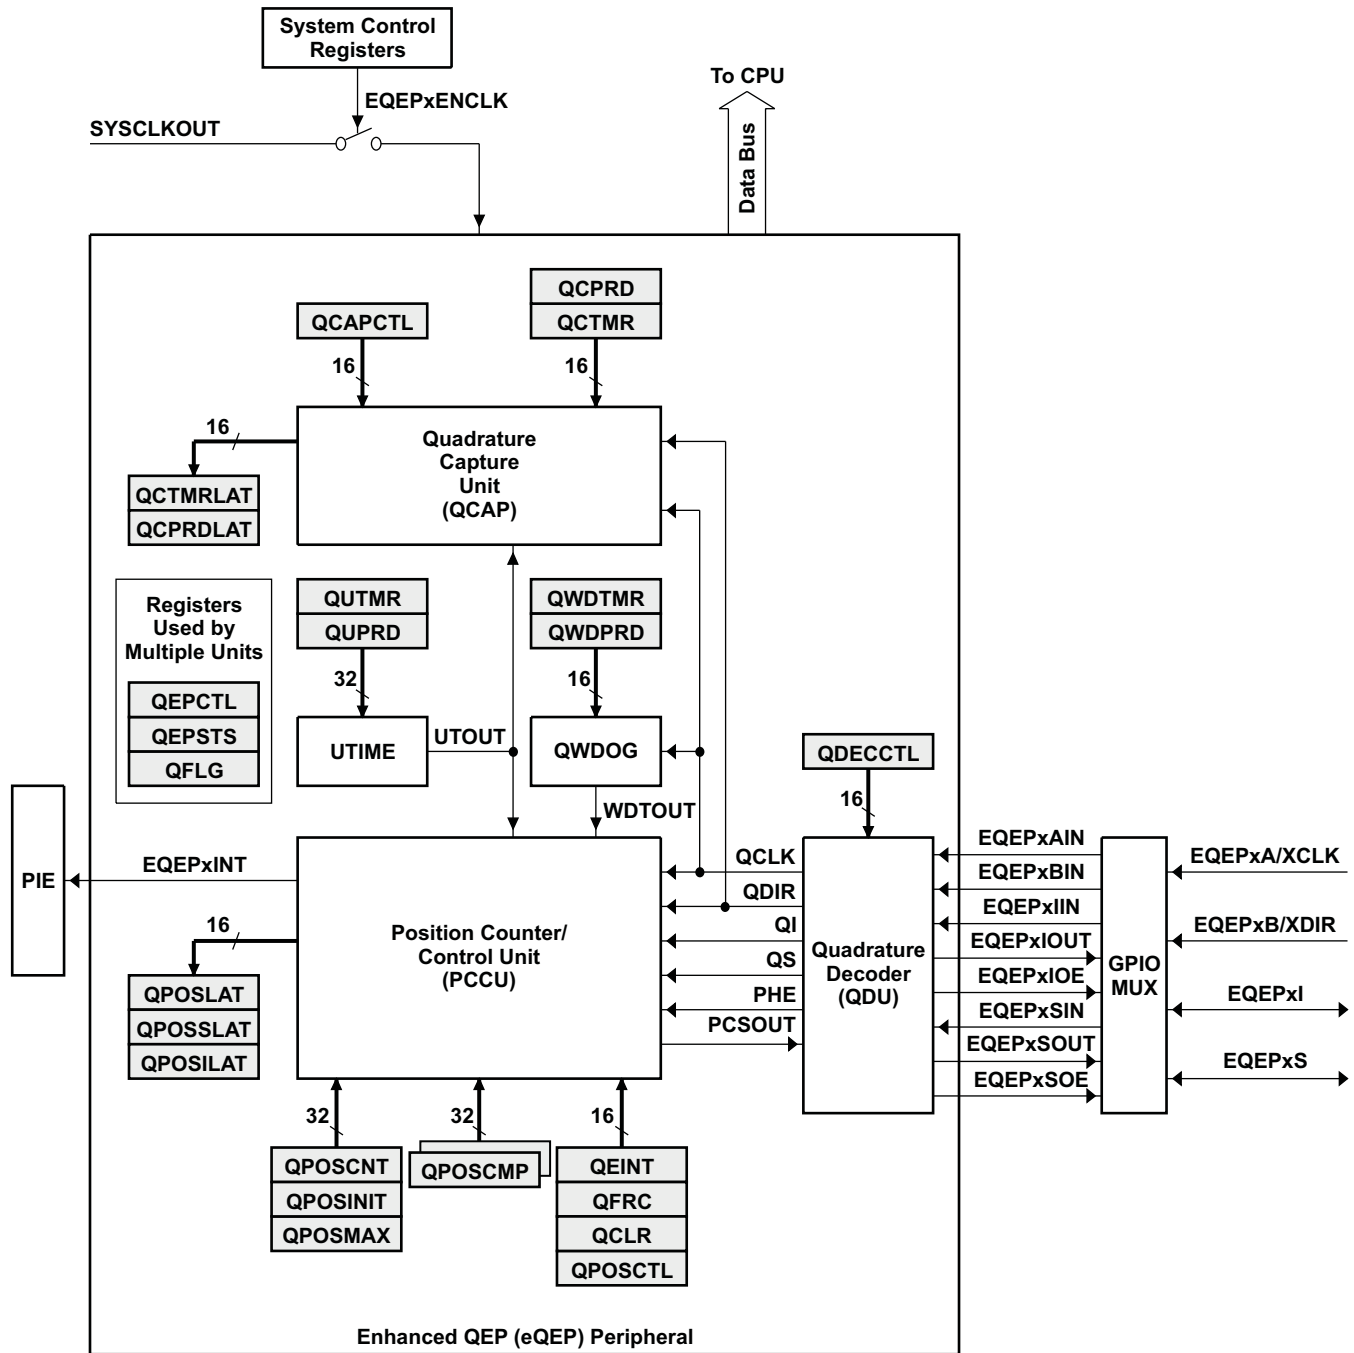 System Control
Registers
To CPU
EQEPxENCLK
SYSCLKOUT
Data Bus
QCPRD
QCAPCTL
QCTMR
16
16
16
Quadrature
Capture
Unit
(QCAP)
QCTMRLAT
QCPRDLAT
Registers
Used by
Multiple Units
QEPCTL
QEPSTS
QFLG
QUTMR
QUPRD
QWDTMR
QWDPRD
32
16
UTIME
UTOUT
QWDOG
QDECCTL
WDTOUT
16
PIE
EQEPxINT
16
Position Counter/
Control Unit
(PCCU)
QCLK
QDIR
QI
QS
PHE
PCSOUT
Quadrature
Decoder
(QDU)
EQEPxAIN
EQEPxBIN
EQEPxIIN
EQEPxIOUT
EQEPxIOE
EQEPxSIN
EQEPxSOUT
EQEPxSOE
GPIO
MUX
EQEPxA/XCLK
EQEPxB/XDIR
EQEPxI
EQEPxS
QPOSLAT
QPOSSLAT
QPOSILAT
32
32
16
QPOSCNT
QPOSINIT
QPOSMAX
QPOSCMP
QEINT
QFRC
QCLR
QPOSCTL
Enhanced QEP (eQEP) Peripheral